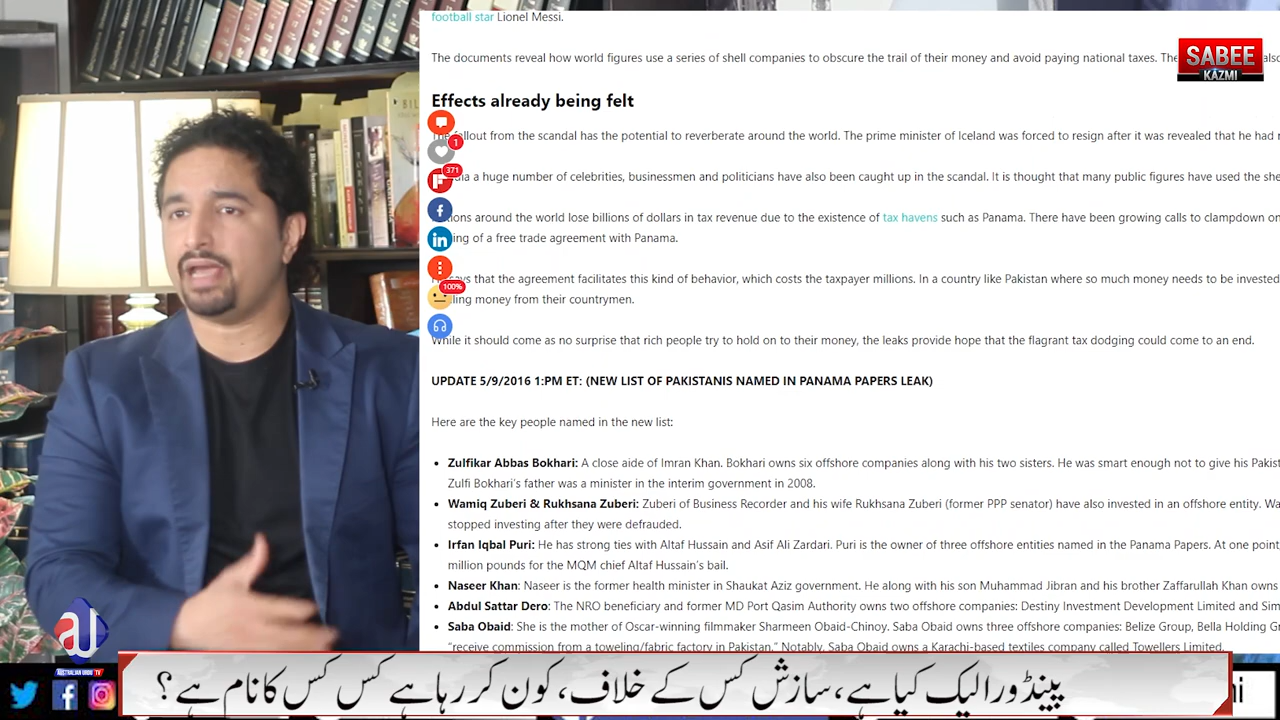 football star Lionel Messi.
The documents reveal how world figures use a series of shell companies to obscure the trail of their money and avoid paying national taxes. The
SABEE
KAZMI
Effects already being felt
fallout from the scandal has the potential to reverberate around the world. The prime minister of Iceland was forced to resign after it was revealed that he had
1
a huge number of celebrities, businessmen and politicians have also been caught up in the scandal. It is thought that many public figures have used the
371
around the world lose billions of dollars in tax revenue due to the existence of tax havens such as Panama. There have been growing calls to clampdown on
of a free trade agreement with Panama.
says that the agreement facilitates this kind of behavior, which costs the taxpayer millions. In a country like Pakistan where so much money needs to be invested
100%
money from their countrymen.
While it should come as no surprise that rich people try to hold on to their money, the leaks provide hope that the flagrant tax dodging could come to an end.
UPDATE 5/9/2016 1:PM ET: (NEW LIST OF PAKISTANIS NAMED IN PANAMA PAPERS LEAK)
Here are the key people named in the new list:
Zulfikar Abbas Bokhari: A close aide of Imran Khan. Bokhari owns six offshore companies along with his two sisters. He was smart enough not to give his
Zulfi Bokhari's father was a minister in the interim government in 2008.
Wamiq Zuberi & Rukhsana Zuberi: Zuberi of Business Recorder and his wife Rukhsana Zuberi (former PPP senator) have also invested in an offshore entity.
stopped investing after they were defrauded.
Irfan Iqbal Puri: He has strong ties with Altaf Hussain and Asif Ali Zardari. Puri is the owner of three offshore entities named in the Panama Papers. At one point
million pounds for the MQM chief Altaf Hussain's bail.
Naseer Khan: Naseer is the former health minister in Shaukat Aziz government. He along with his son Muhammad Jibran and his brother Zaffarullah Khan owns
Abdul Sattar Dero: The NRO beneficiary and former MD Port Qasim Authority owns two offshore companies: Destiny Investment Development Limited and
Saba Obaid: She is the mother of Oscar-winning filmmaker Sharmeen Obaid-Chinoy. Saba Obaid owns three offshore companies: Belize Group, Bella Holding
"receive commission from a toweling/fabric factory in Pakistan." Notably, Saba Obaid owns a Karachi-based textiles company called Towellers Limited.
AUSTRALIAN URDU TV
پینڈورا لیک کیا ہے، سازش کس کے خلاف، کون کر رہا ہے کس کس کا نام ہے؟